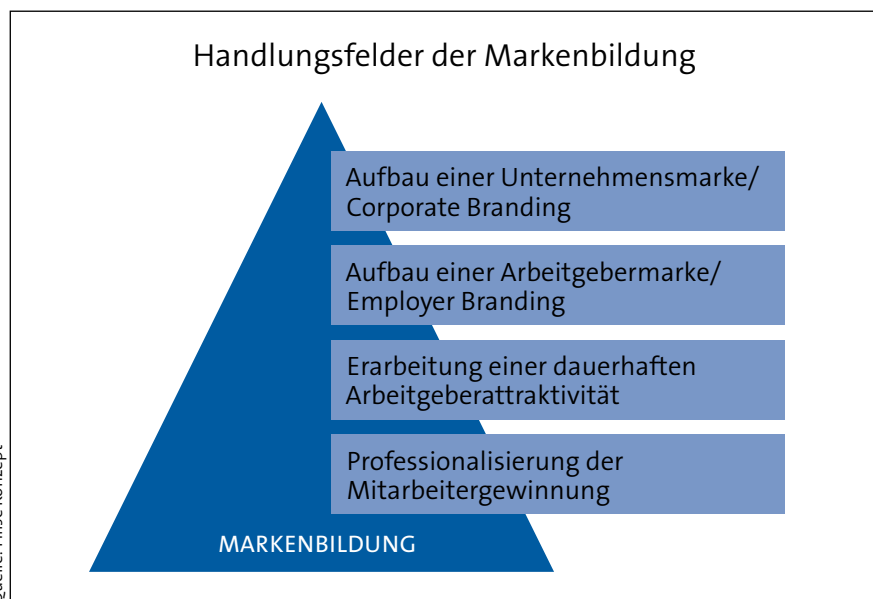 Handlungsfelder der Markenbildung
Aufbau einer Unternehmensmarke/
Corporate Branding
Aufbau einer Arbeitgebermarke/
Employer Branding
Erarbeitung einer dauerhaften
Arbeitgeberattraktivität
Professionalisierung der
Mitarbeitergewinnung
MARKENBILDUNG